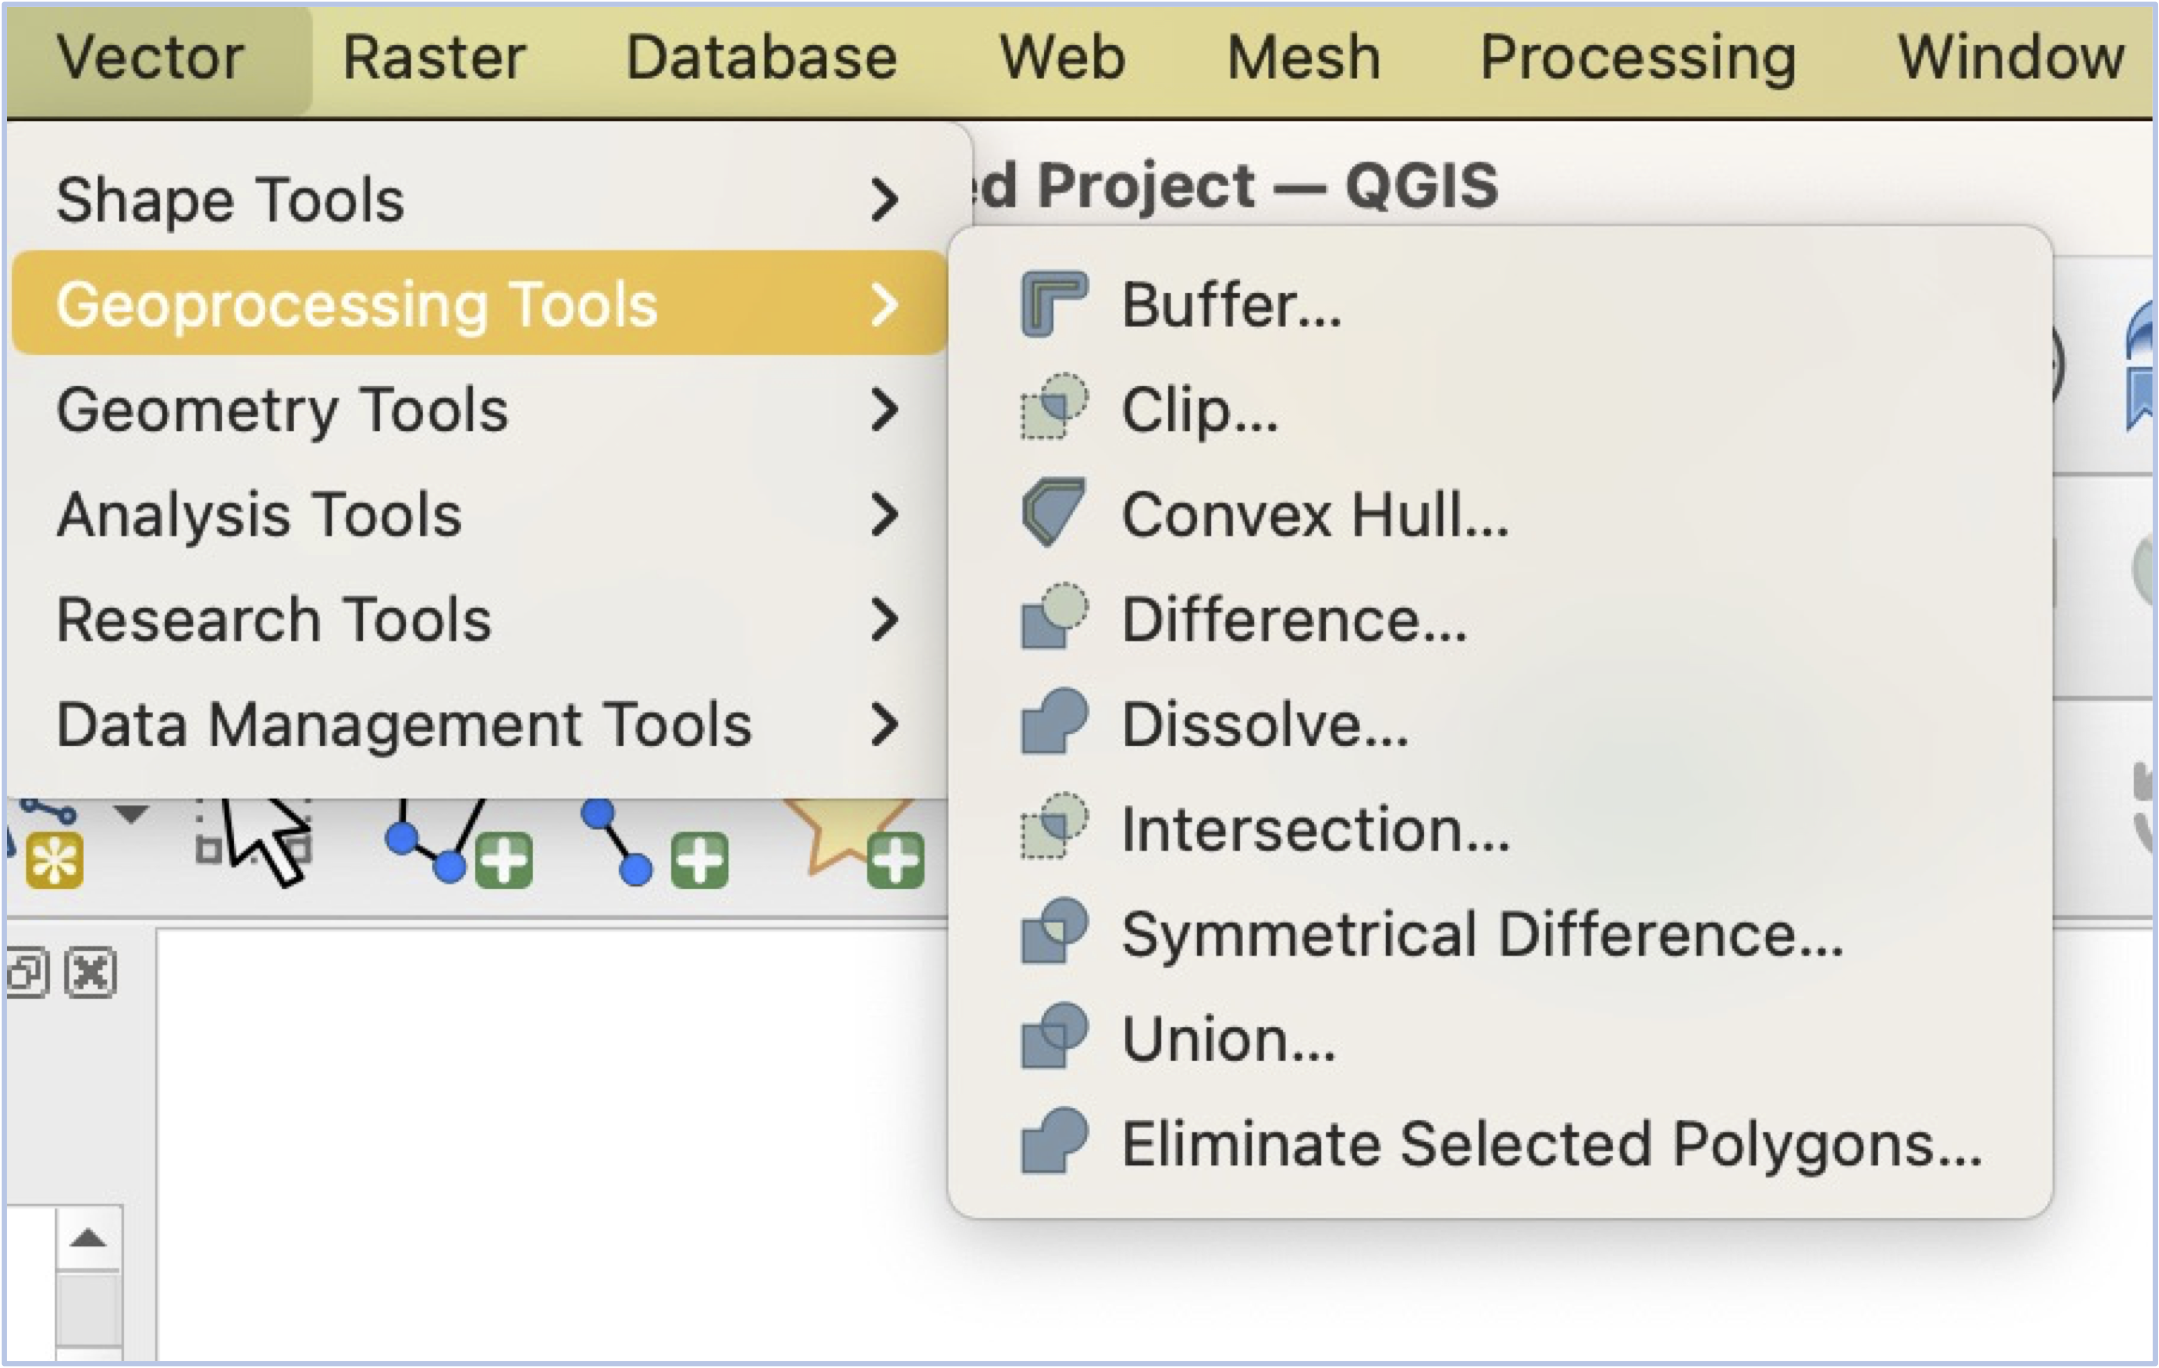 Vector Raster Database Web Mesh Processing Window
ed Project — QGIS
Shape Tools
Geoprocessing Tools
Geometry Tools
Analysis Tools
Research Tools
Data Management Tools
Buffer...
Clip...
Convex Hull...
Difference...
Dissolve...
Intersection...
Symmetrical Difference...
Union...
Eliminate Selected Polygons...